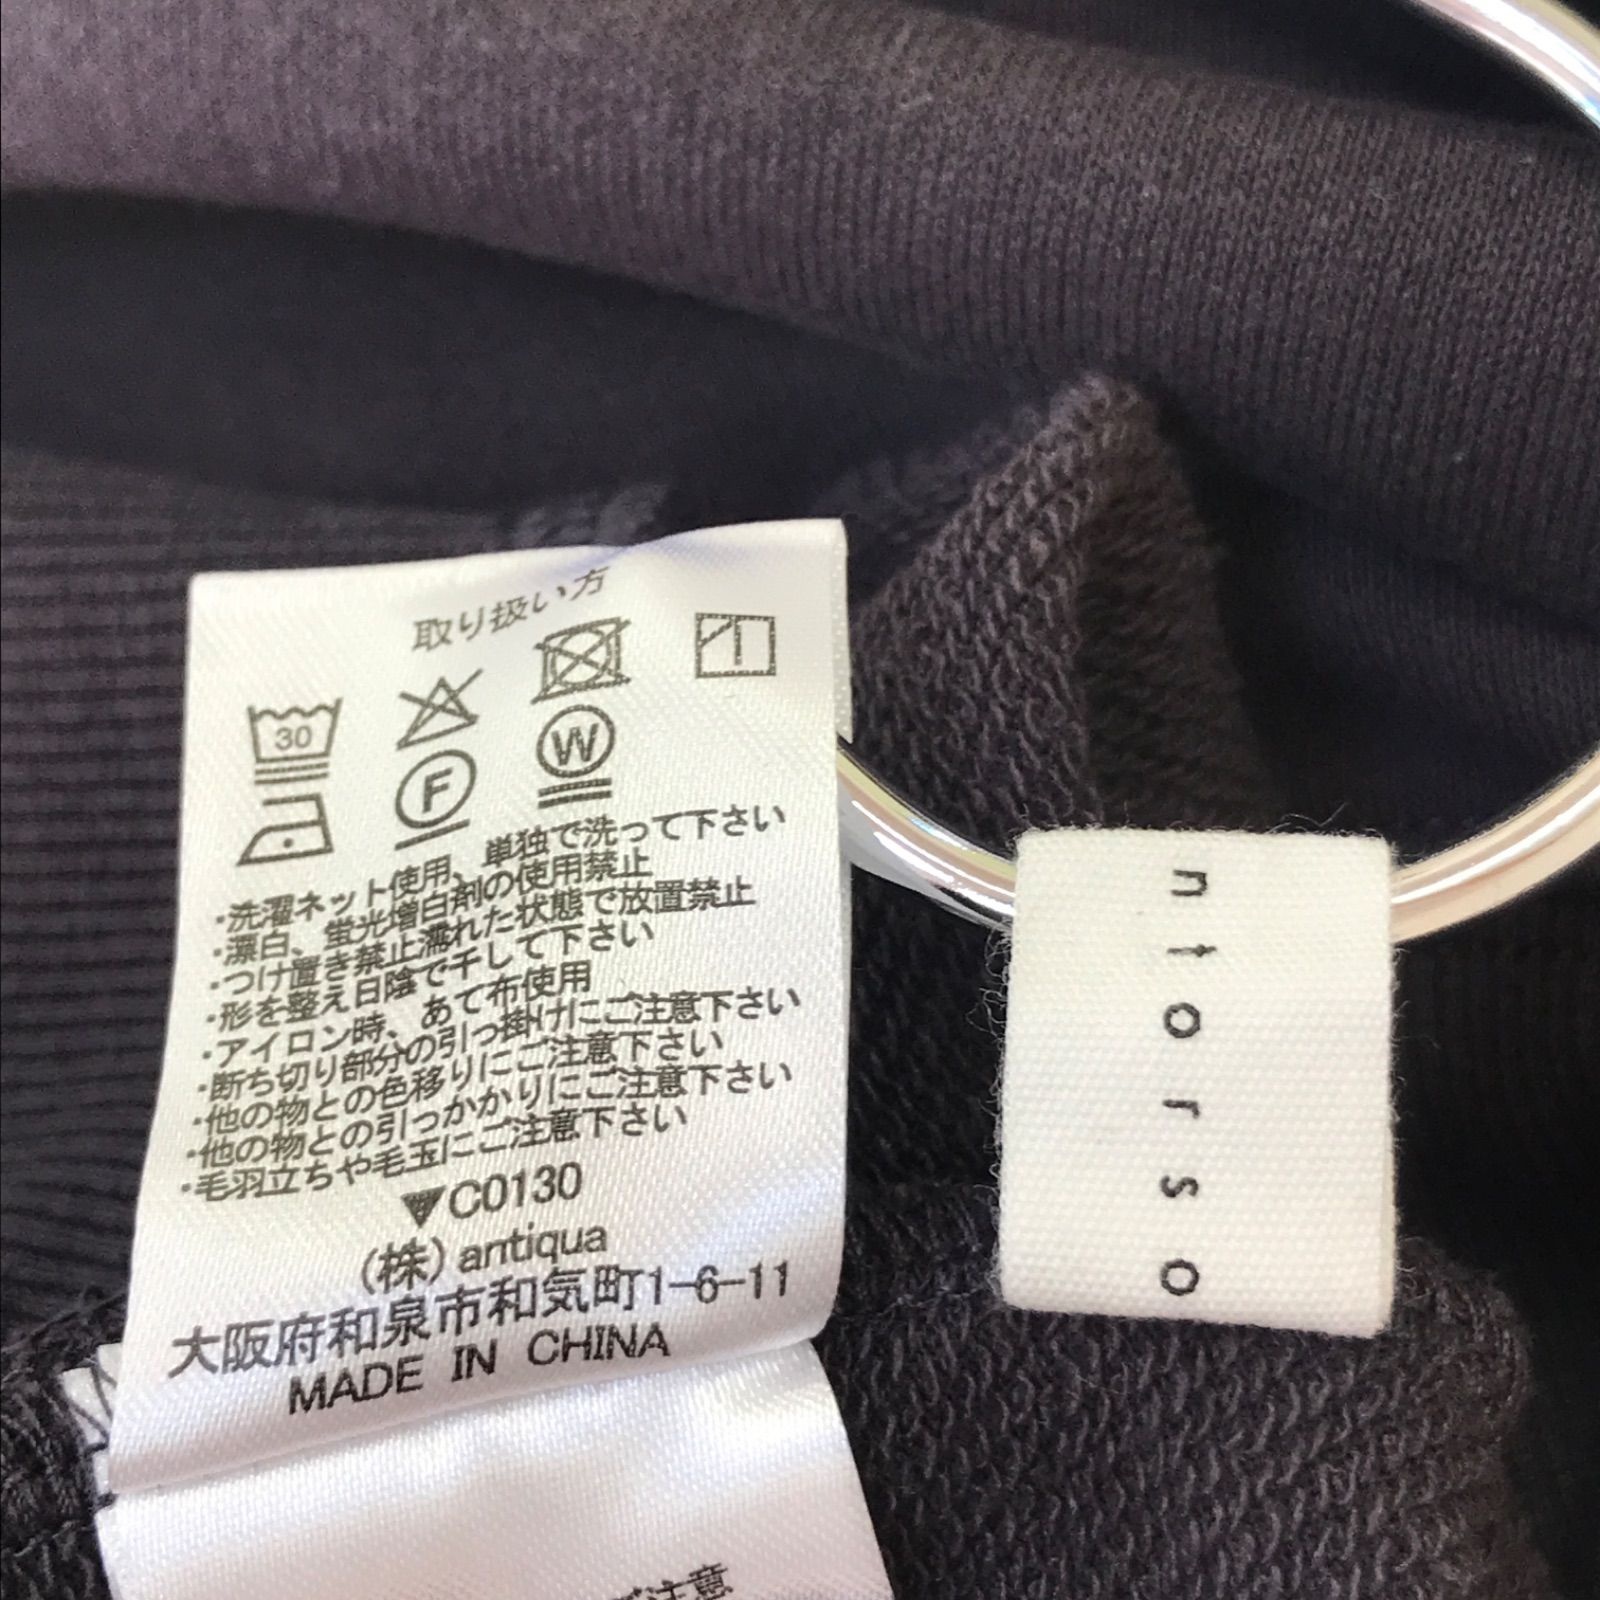 取り扱い方
30
F
W
・洗濯ネット使用、単独で洗って下さい
・漂白、蛍光増白剤の使用禁止
・つけ置き禁止濡れた状態で放置禁止
・形を整え日陰で干して下さい
・アイロン時、あて布使用
・断ち切り部分の引っ掛けにご注意下さい
・他の物との色移りにご注意下さい
・他の物との引っかかりにご注意下さい
・毛羽立ちや毛玉にご注意下さい
▼C0130
(株) antiqua
大阪府和泉市和気町1-6-11
MADE IN CHINA
ご注意
ntorso